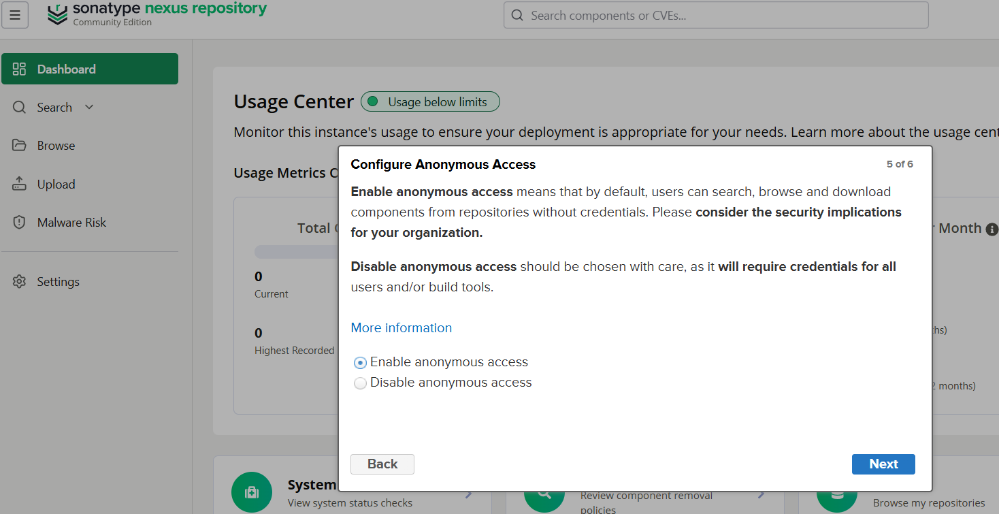 sonatype nexus repository
Community Edition
Search components or CVEs...
Dashboard
Search
Browse
Upload
Malware Risk
Settings
Usage Center
Usage below limits
Monitor this instance's usage to ensure your deployment is appropriate for your needs. Learn more about the usage cent
Usage Metrics O
Total
0
Current
0
Highest Recorded
Month
hs)
2 months)
Configure Anonymous Access
5 of 6
Enable anonymous access means that by default, users can search, browse and download
components from repositories without credentials. Please consider the security implications
for your organization.
Disable anonymous access should be chosen with care, as it will require credentials for all
users and/or build tools.
More information
Enable anonymous access
Disable anonymous access
Back
Next
System
View system status checks
Review component removal
policies
Browse my repositories